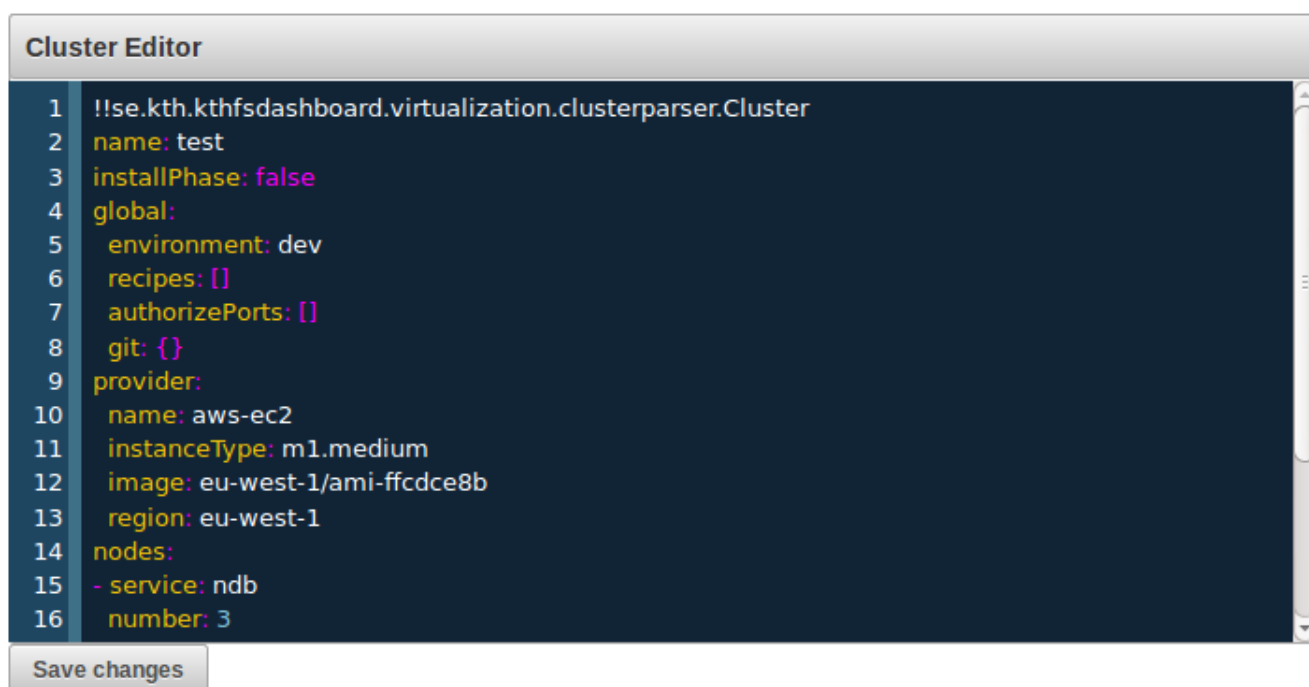 Cluster Editor
1 !!se.kth.kthfsdashboard.virtualization.clusterparser.Cluster
2 name: test
3 installPhase: false
4 global:
5   environment: dev
6   recipes: []
7   authorizePorts: []
8   git: {}
9 provider:
10   name: aws-ec2
11   instanceType: m1.medium
12   image: eu-west-1/ami-ffcdce8b
13   region: eu-west-1
14 nodes:
15 - service: ndb
16   number: 3
Save changes